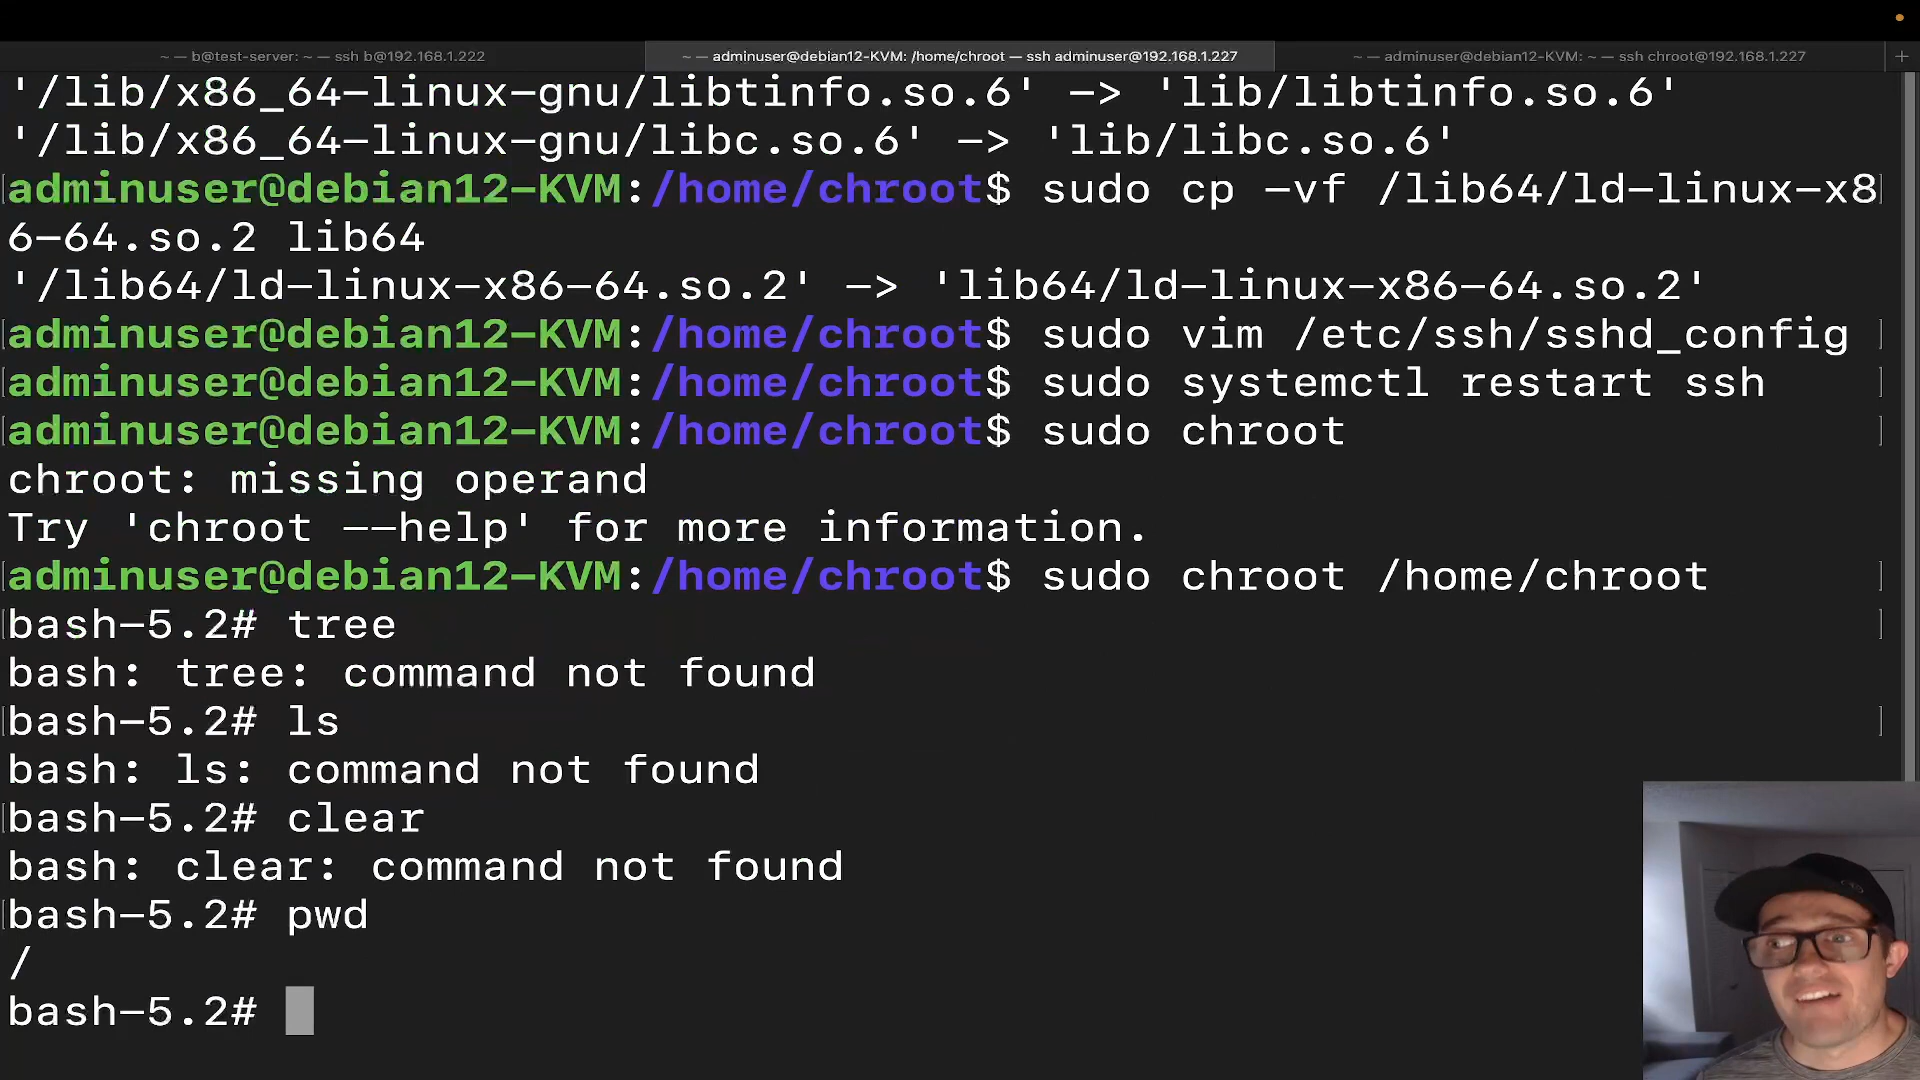 ~ — b@test-server: ~ — ssh b@192.168.1.222
~ — adminuser@debian12-KVM: /home/chroot — ssh adminuser@192.168.1.227
~ — adminuser@debian12-KVM: ~ — ssh chroot@192.168.1.227
'/lib/x86_64-linux-gnu/libtinfo.so.6' -> 'lib/libtinfo.so.6'
'/lib/x86_64-linux-gnu/libc.so.6' -> 'lib/libc.so.6'
adminuser@debian12-KVM:/home/chroot$ sudo cp -vf /lib64/ld-linux-x8
6-64.so.2 lib64
'/lib64/ld-linux-x86-64.so.2' -> 'lib64/ld-linux-x86-64.so.2'
adminuser@debian12-KVM:/home/chroot$ sudo vim /etc/ssh/sshd_config
adminuser@debian12-KVM:/home/chroot$ sudo systemctl restart ssh
adminuser@debian12-KVM:/home/chroot$ sudo chroot
chroot: missing operand
Try 'chroot --help' for more information.
adminuser@debian12-KVM:/home/chroot$ sudo chroot /home/chroot
bash-5.2# tree
bash: tree: command not found
bash-5.2# ls
bash: ls: command not found
bash-5.2# clear
bash: clear: command not found
bash-5.2# pwd
/
bash-5.2#